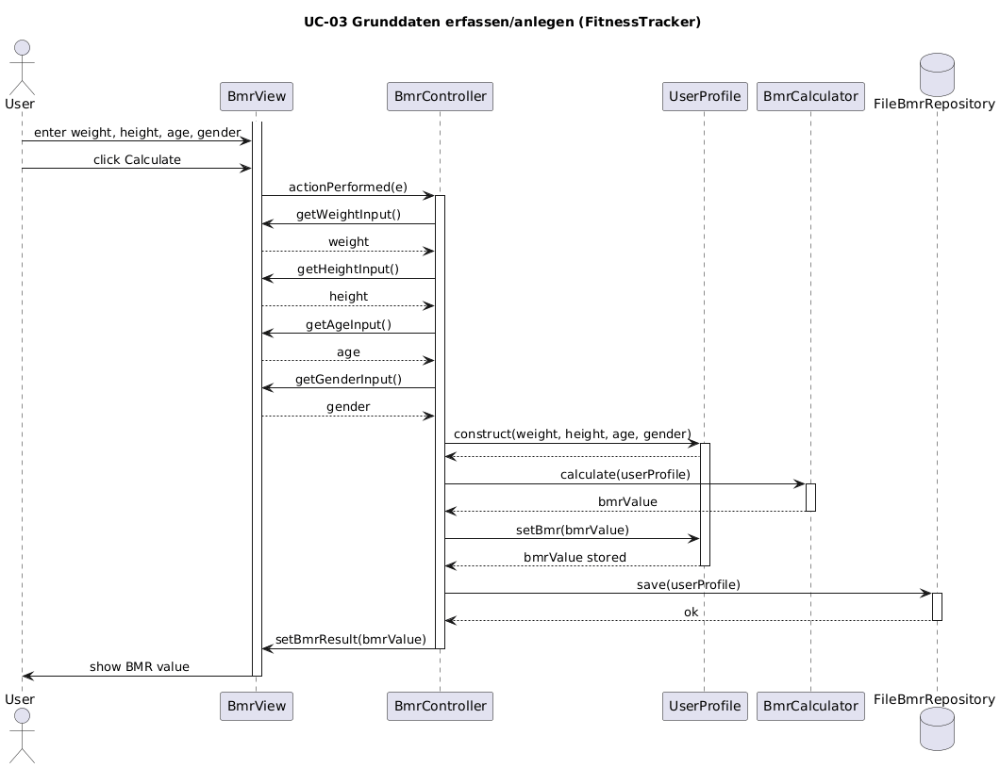 UC-03 Grunddaten erfassen/anlegen (FitnessTracker)
User
BmrView
BmrController
UserProfile
BmrCalculator
FileBmrRepository
enter weight, height, age, gender
click Calculate
actionPerformed(e)
getWeightInput()
weight
getHeightInput()
height
getAgeInput()
age
getGenderInput()
gender
construct(weight, height, age, gender)
calculate(userProfile)
bmrValue
setBmr(bmrValue)
bmrValue stored
save(userProfile)
ok
setBmrResult(bmrValue)
show BMR value
User
BmrView
BmrController
UserProfile
BmrCalculator
FileBmrRepository